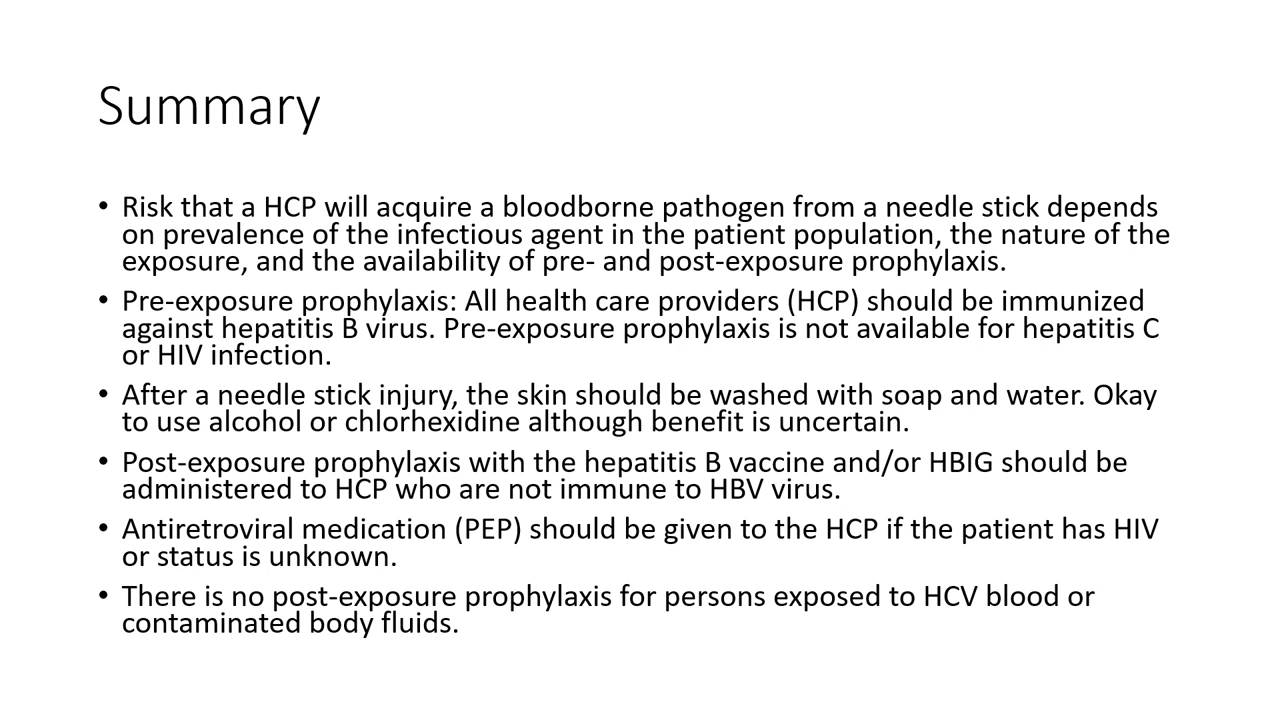 Summary
• Risk that a HCP will acquire a bloodborne pathogen from a needle stick depends
on prevalence of the infectious agent in the patient population, the nature of the
exposure, and the availability of pre- and post-exposure prophylaxis.
• Pre-exposure prophylaxis: All health care providers (HCP) should be immunized
against hepatitis B virus. Pre-exposure prophylaxis is not available for hepatitis C
or HIV infection.
• After a needle stick injury, the skin should be washed with soap and water. Okay
to use alcohol or chlorhexidine although benefit is uncertain.
• Post-exposure prophylaxis with the hepatitis B vaccine and/or HBIG should be
administered to HCP who are not immune to HBV virus.
• Antiretroviral medication (PEP) should be given to the HCP if the patient has HIV
or status is unknown.
• There is no post-exposure prophylaxis for persons exposed to HCV blood or
contaminated body fluids.